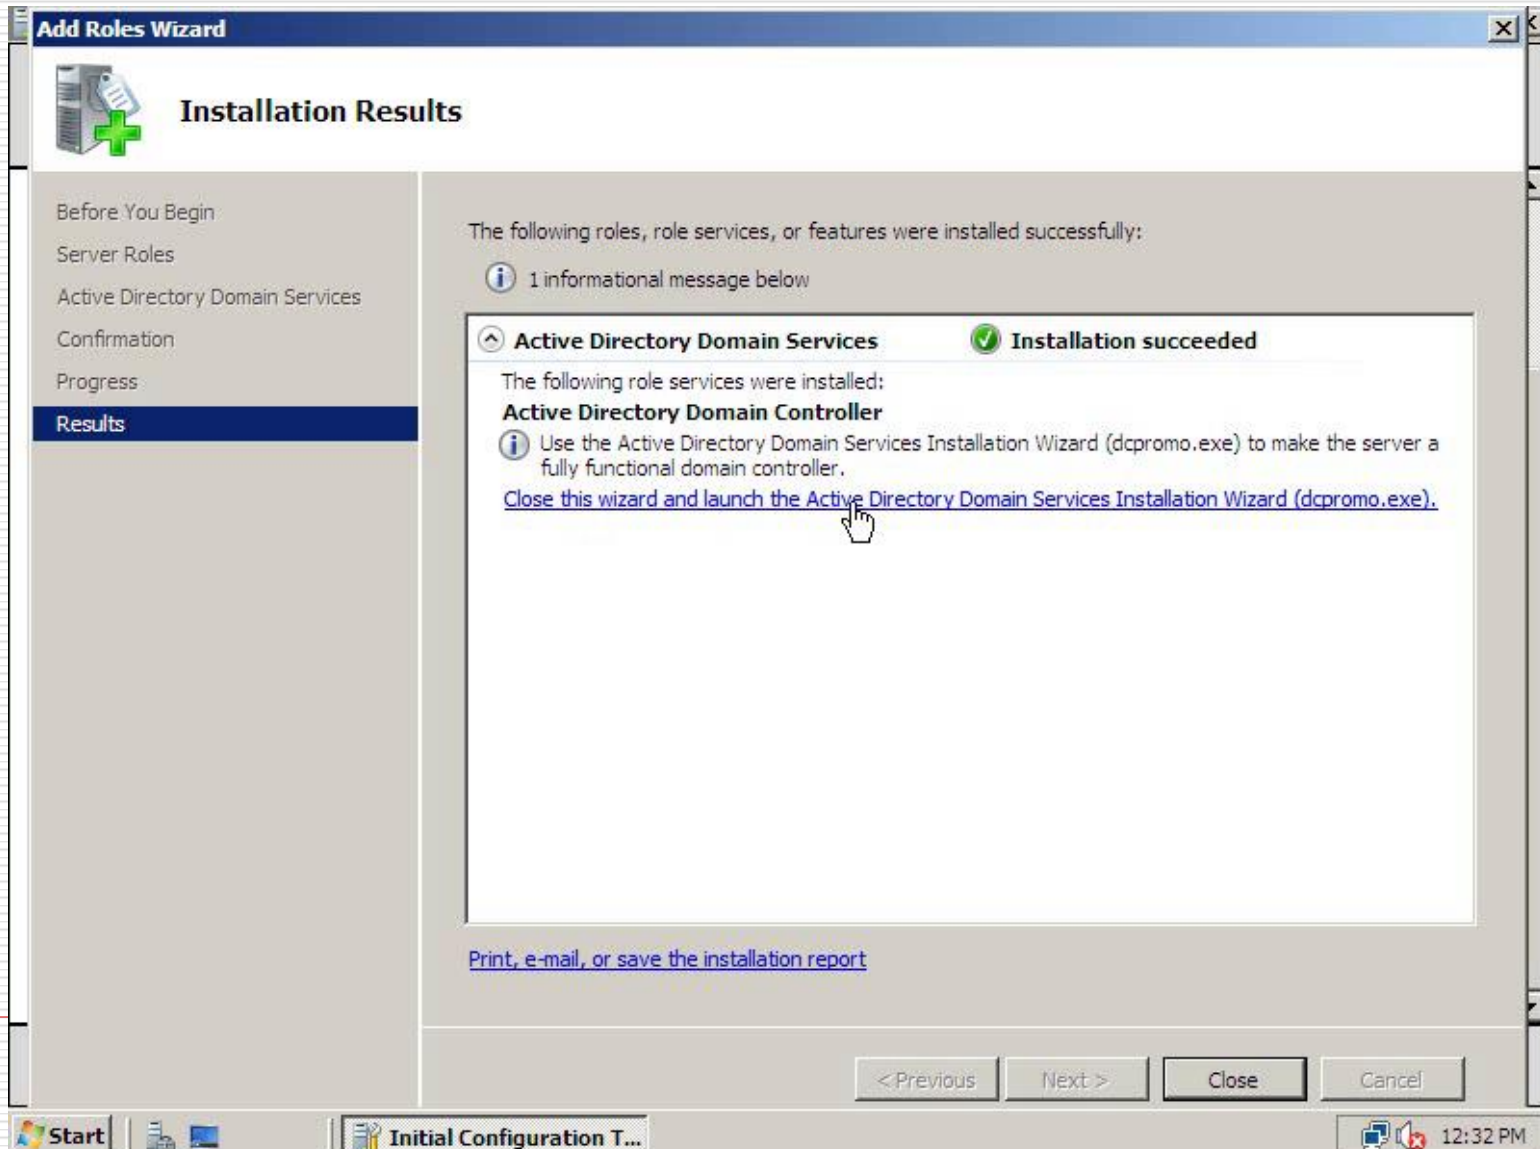 Add Roles Wizard
Installation Results
Before You Begin
Server Roles
Active Directory Domain Services
Confirmation
Progress
Results
The following roles, role services, or features were installed successfully:
1 informational message below
Active Directory Domain Services
Installation succeeded
The following role services were installed:
Active Directory Domain Controller
Use the Active Directory Domain Services Installation Wizard (dcpromo.exe) to make the server a
fully functional domain controller.
Close this wizard and launch the Active Directory Domain Services Installation Wizard (dcpromo.exe).
Print, e-mail, or save the installation report
< Previous
Next >
Close
Cancel
Start
Initial Configuration T...
12:32 PM